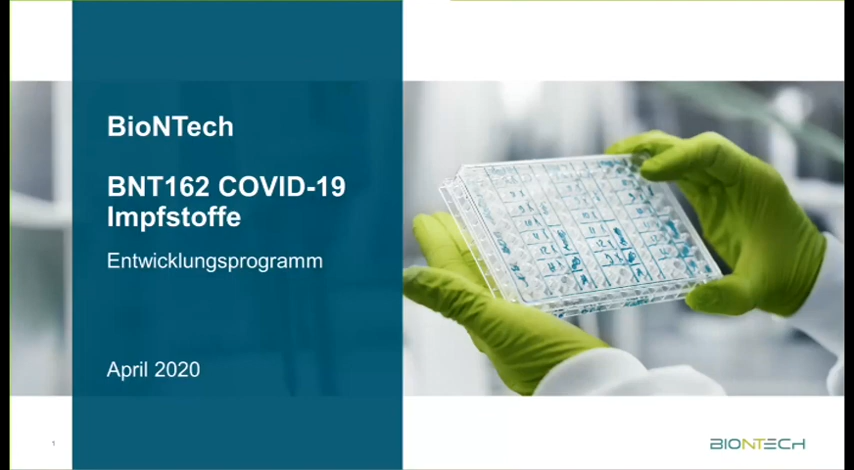 BioNTech
BNT162 COVID-19
Impfstoffe
Entwicklungsprogramm
April 2020
1
BIONTECH